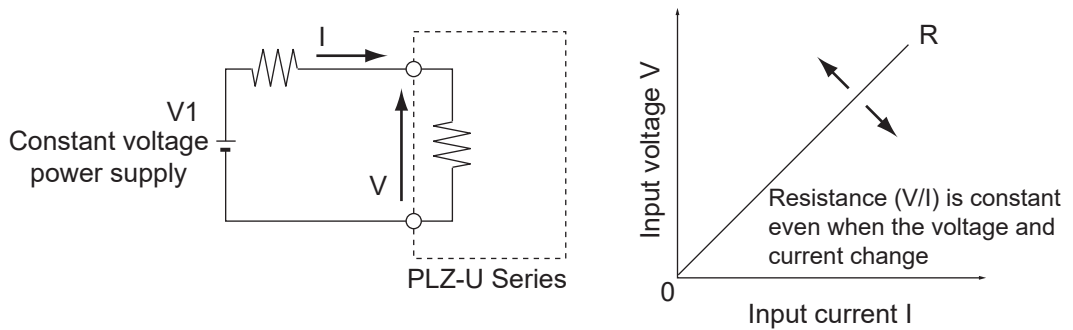 I
V1
Constant voltage
power supply
V
PLZ-U Series
Input voltage V
R
Resistance (V/I) is constant
even when the voltage and
current change
0
Input current I